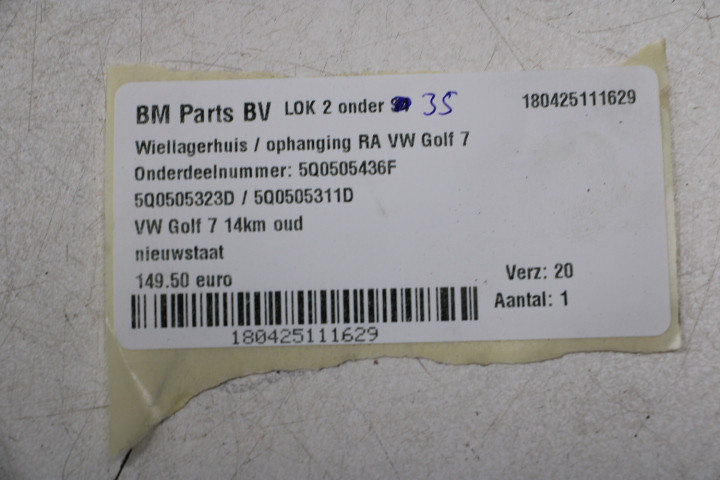 BM Parts BV LOK 2 onder 35 180425111629
Wiellagerhuis / ophanging RA VW Golf 7
Onderdeelnummer: 5Q0505436F
5Q0505323D / 5Q0505311D
VW Golf 7 14km oud
nieuwstaat
149.50 euro Verz: 20
Aantal: 1
180425111629